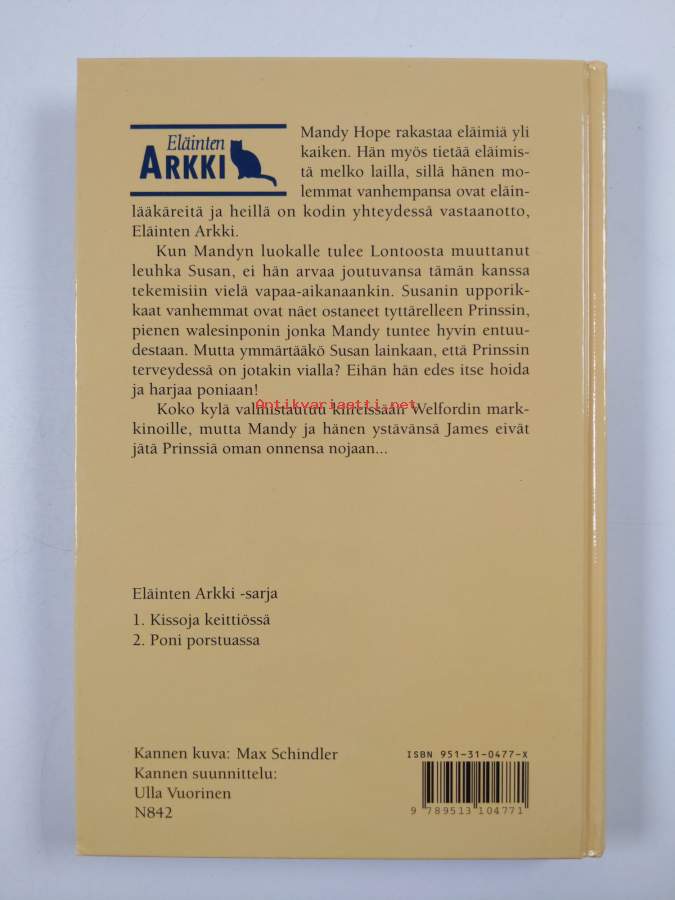 Eläinten
ARKKI
Mandy Hope rakastaa eläimiä yli
kaiken. Hän myös tietää eläimis-
tä melko lailla, sillä hänen mo-
lemmat vanhempansa ovat eläin-
lääkäreitä ja heillä on kodin yhteydessä vastaanotto,
Eläinten Arkki.
Kun Mandyn luokalle tulee Lontoosta muuttanut
leuhka Susan, ei hän arvaa joutuvansa tämän kanssa
tekemisiin vielä vapaa-aikanaankin. Susanin upporik-
kaat vanhemmat ovat näet ostaneet tyttärelleen Prinssin,
pienen walesinponin jonka Mandy tuntee hyvin entuu-
destaan. Mutta ymmärtääkö Susan lainkaan, että Prinssin
terveydessä on jotakin vialla? Eihän hän edes itse hoida
ja harjaa poniaan!
Antikvariaatti.net
Koko kylä valmistautuu kiireissään Welfordin mark-
kinoille, mutta Mandy ja hänen ystävänsä James eivät
jätä Prinssiä oman onnensa nojaan...
Eläinten Arkki -sarja
1. Kissoja keittiössä
2. Poni porstuassa
Kannen kuva: Max Schindler
Kannen suunnittelu:
Ulla Vuorinen
N842
ISBN 951-31-0477-X
9 789513 104771